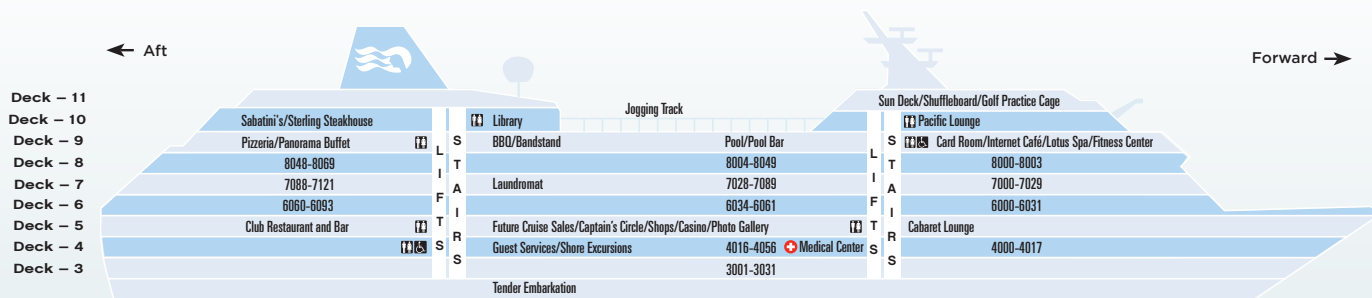 Aft
Forward
Deck – 11
Sun Deck/Shuffleboard/Golf Practice Cage
Deck – 10
Sabatini's/Sterling Steakhouse
Library
Jogging Track
Pacific Lounge
Deck – 9
Pizzeria/Panorama Buffet
BBQ/Bandstand
Pool/Pool Bar
Card Room/Internet Café/Lotus Spa/Fitness Center
Deck – 8
8048-8069
8004-8049
8000-8003
Deck – 7
7088-7121
Laundromat
7028-7089
7000-7029
Deck – 6
6060-6093
6034-6061
6000-6031
Deck – 5
Club Restaurant and Bar
Future Cruise Sales/Captain's Circle/Shops/Casino/Photo Gallery
Cabaret Lounge
Deck – 4
Guest Services/Shore Excursions
4016-4056
Medical Center
4000-4017
Deck – 3
3001-3031
Tender Embarkation
LIFTS
STAIRS
LIFTS
STAIRS